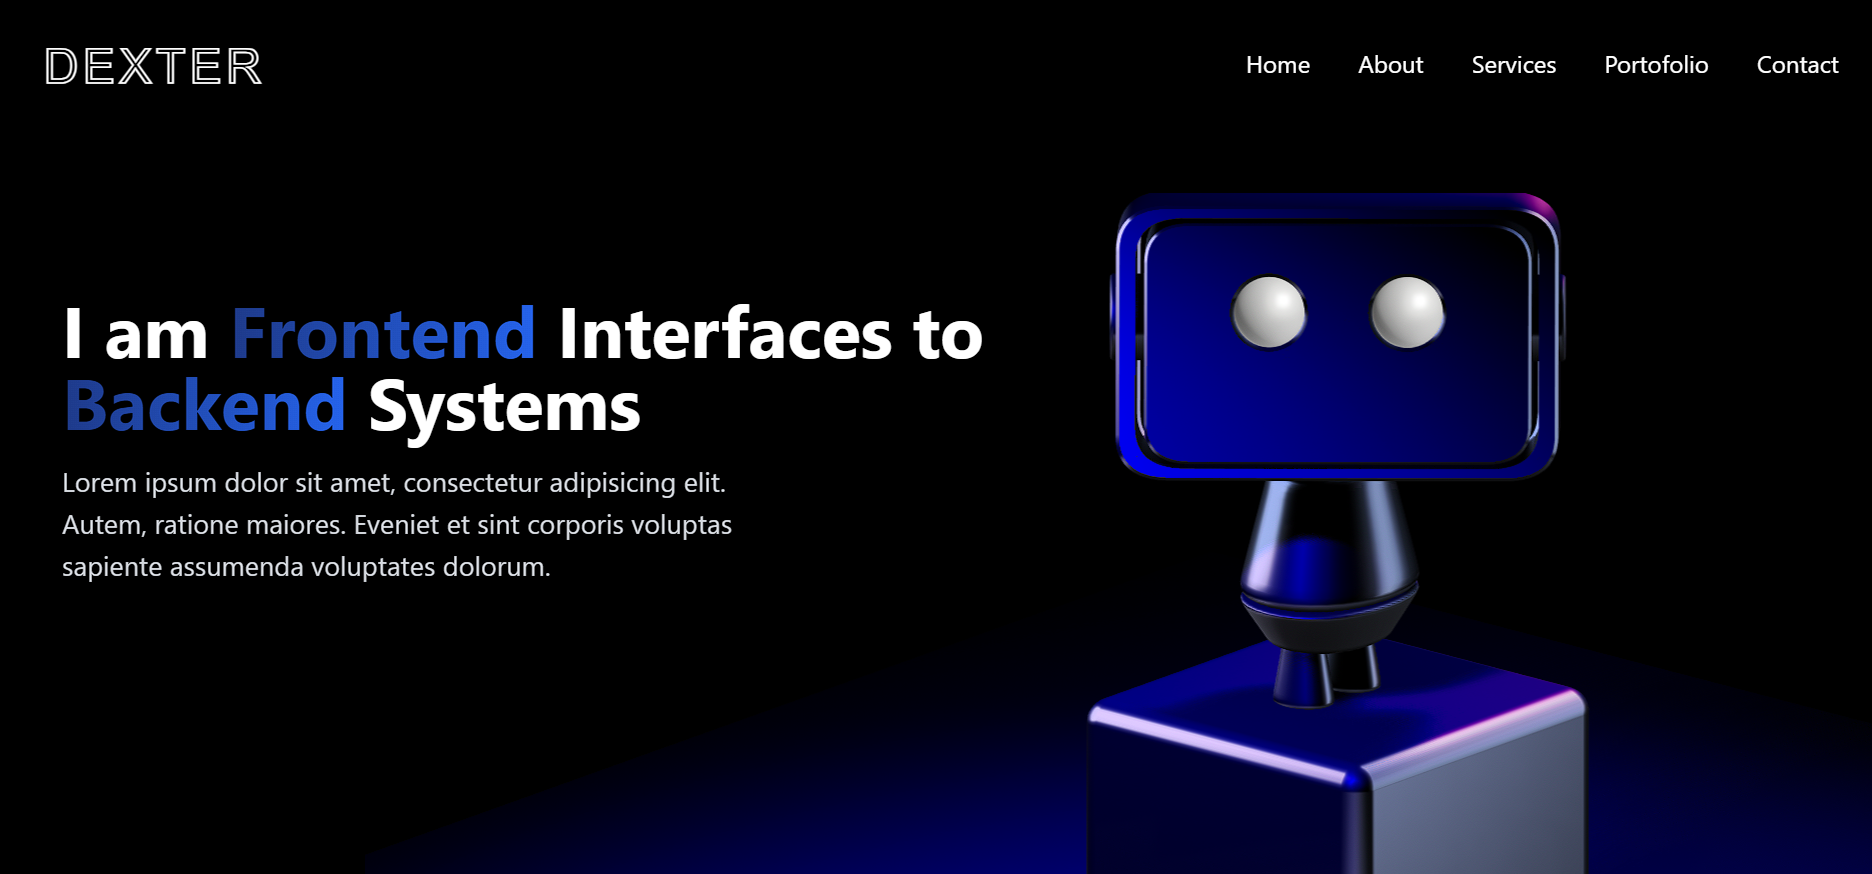 DEXTER
Home About Services Portofolio Contact
I am Frontend Interfaces to
Backend Systems
Lorem ipsum dolor sit amet, consectetur adipisicing elit.
Autem, ratione maiores. Eveniet et sint corporis voluptas
sapiente assumenda voluptates dolorum.